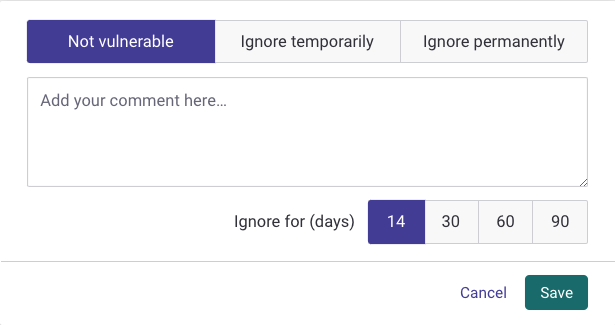 Not vulnerable Ignore temporarily Ignore permanently
Add your comment here...
Ignore for (days) 14 30 60 90
Cancel Save